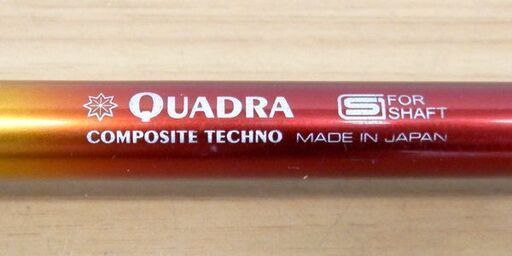 QUADRA
COMPOSITE TECHNO MADE IN JAPAN
S FOR
SHAFT